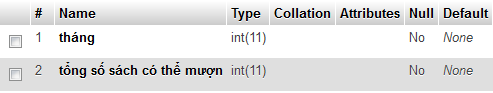 # Name Type Collation Attributes Null Default
1 tháng int(11) No None
2 tổng số sách có thể mượn int(11) No None